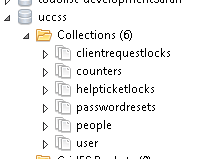 uccss
Collections (6)
clientrequestlocks
counters
helpticketlocks
passwordresets
people
user